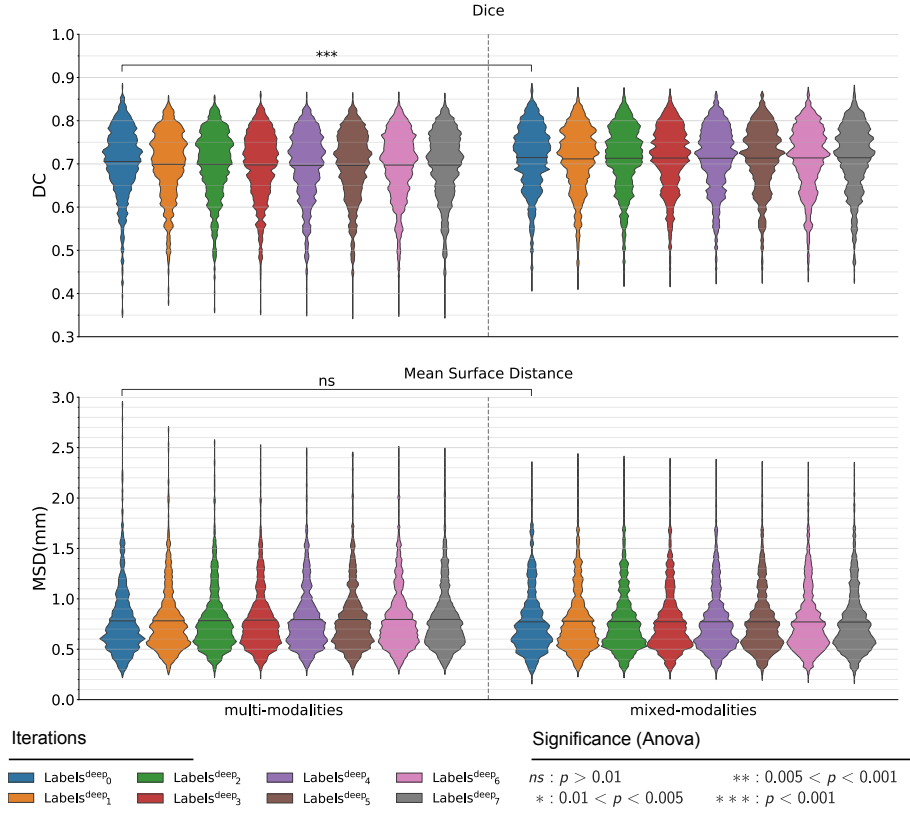 Dice
1.0
0.9
0.8
0.7
0.6
0.5
0.4
0.3
DC
***
Mean Surface Distance
ns
3.0
2.5
2.0
1.5
1.0
0.5
0.0
MSD(mm)
multi-modalities mixed-modalities
Iterations
Labels^deep_0 Labels^deep_2 Labels^deep_4 Labels^deep_6
Labels^deep_1 Labels^deep_3 Labels^deep_5 Labels^deep_7
Significance (Anova)
ns : p > 0.01 ** : 0.005 < p < 0.001
* : 0.01 < p < 0.005 *** : p < 0.001